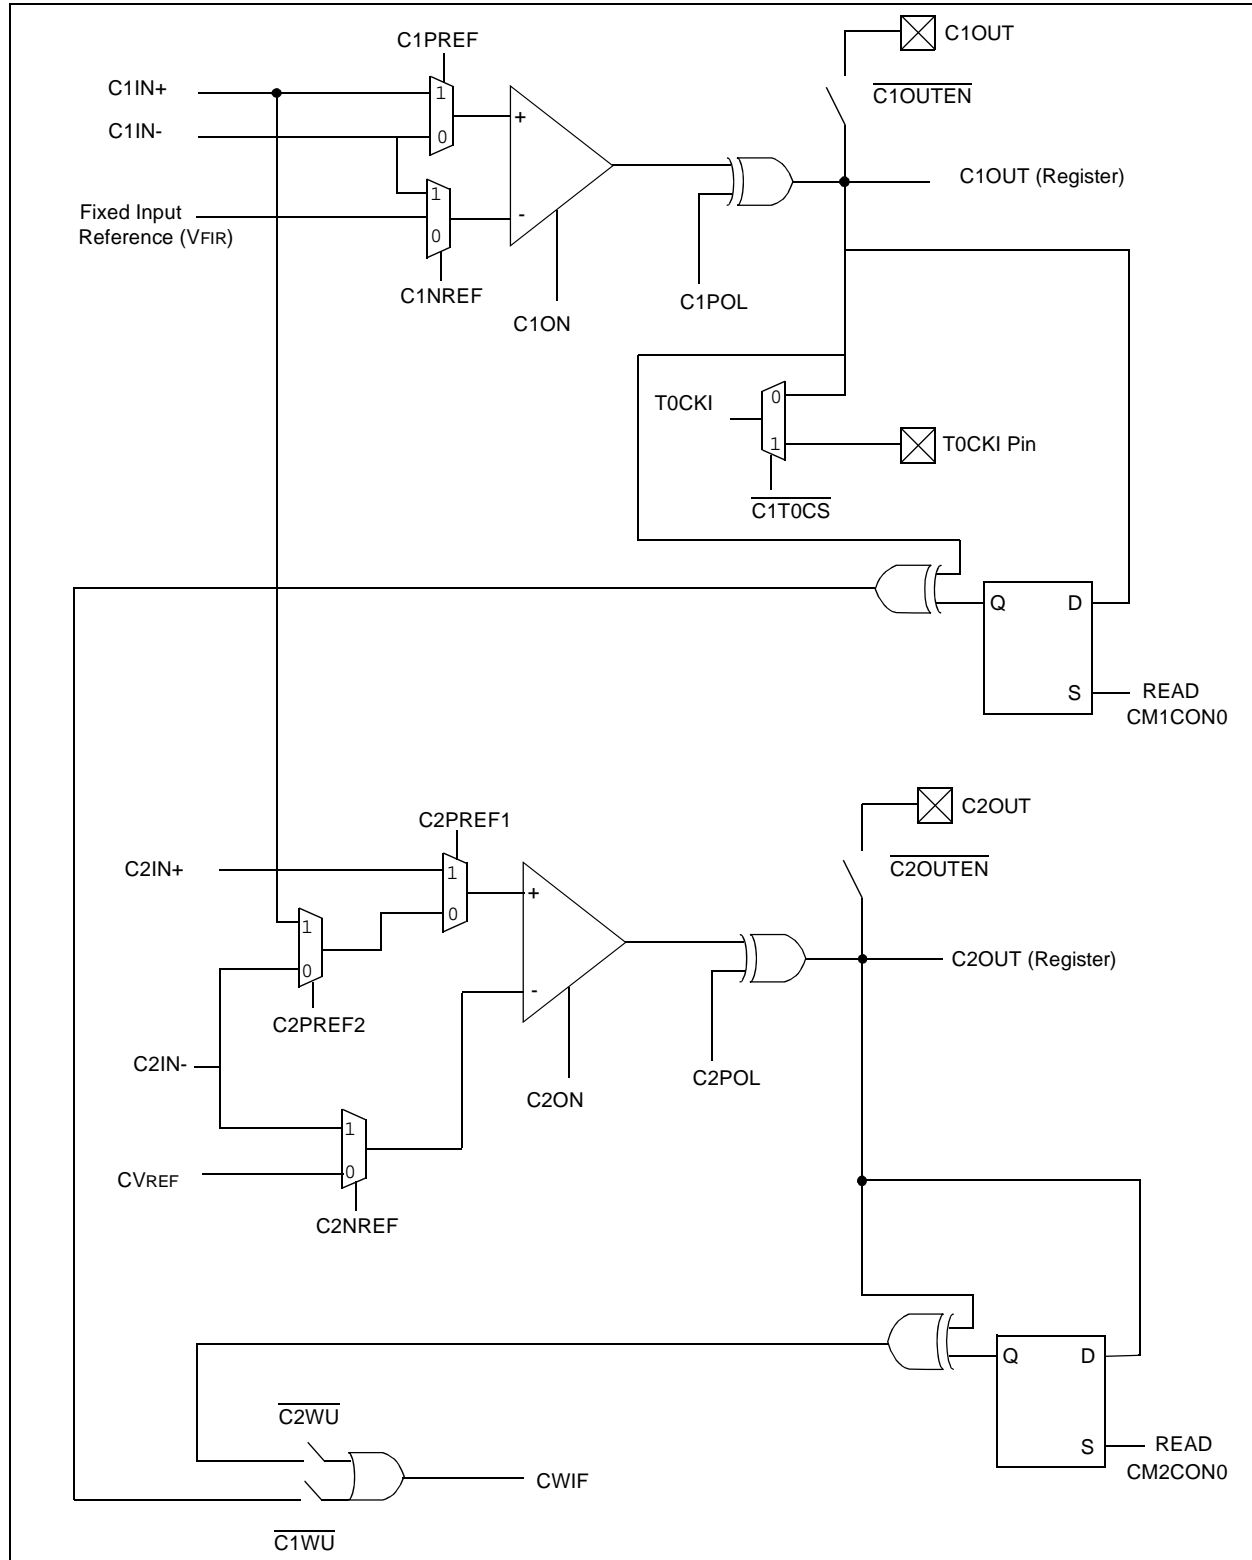 C1PREF
C1OUT
C1IN+
1
C1OUTEN
+
C1IN-
0
C1OUT (Register)
1
Fixed Input
Reference (VFIR)
-
0
C1NREF
C1POL
C1ON
T0CKI
0
1
T0CKI Pin
C1T0CS
Q
D
S
READ
CM1CON0
C2OUT
C2PREF1
C2IN+
1
C2OUTEN
+
0
1
C2OUT (Register)
0
-
C2PREF2
C2IN-
C2POL
C2ON
1
CVREF
0
C2NREF
Q
D
C2WU
S
READ
CM2CON0
CWIF
C1WU